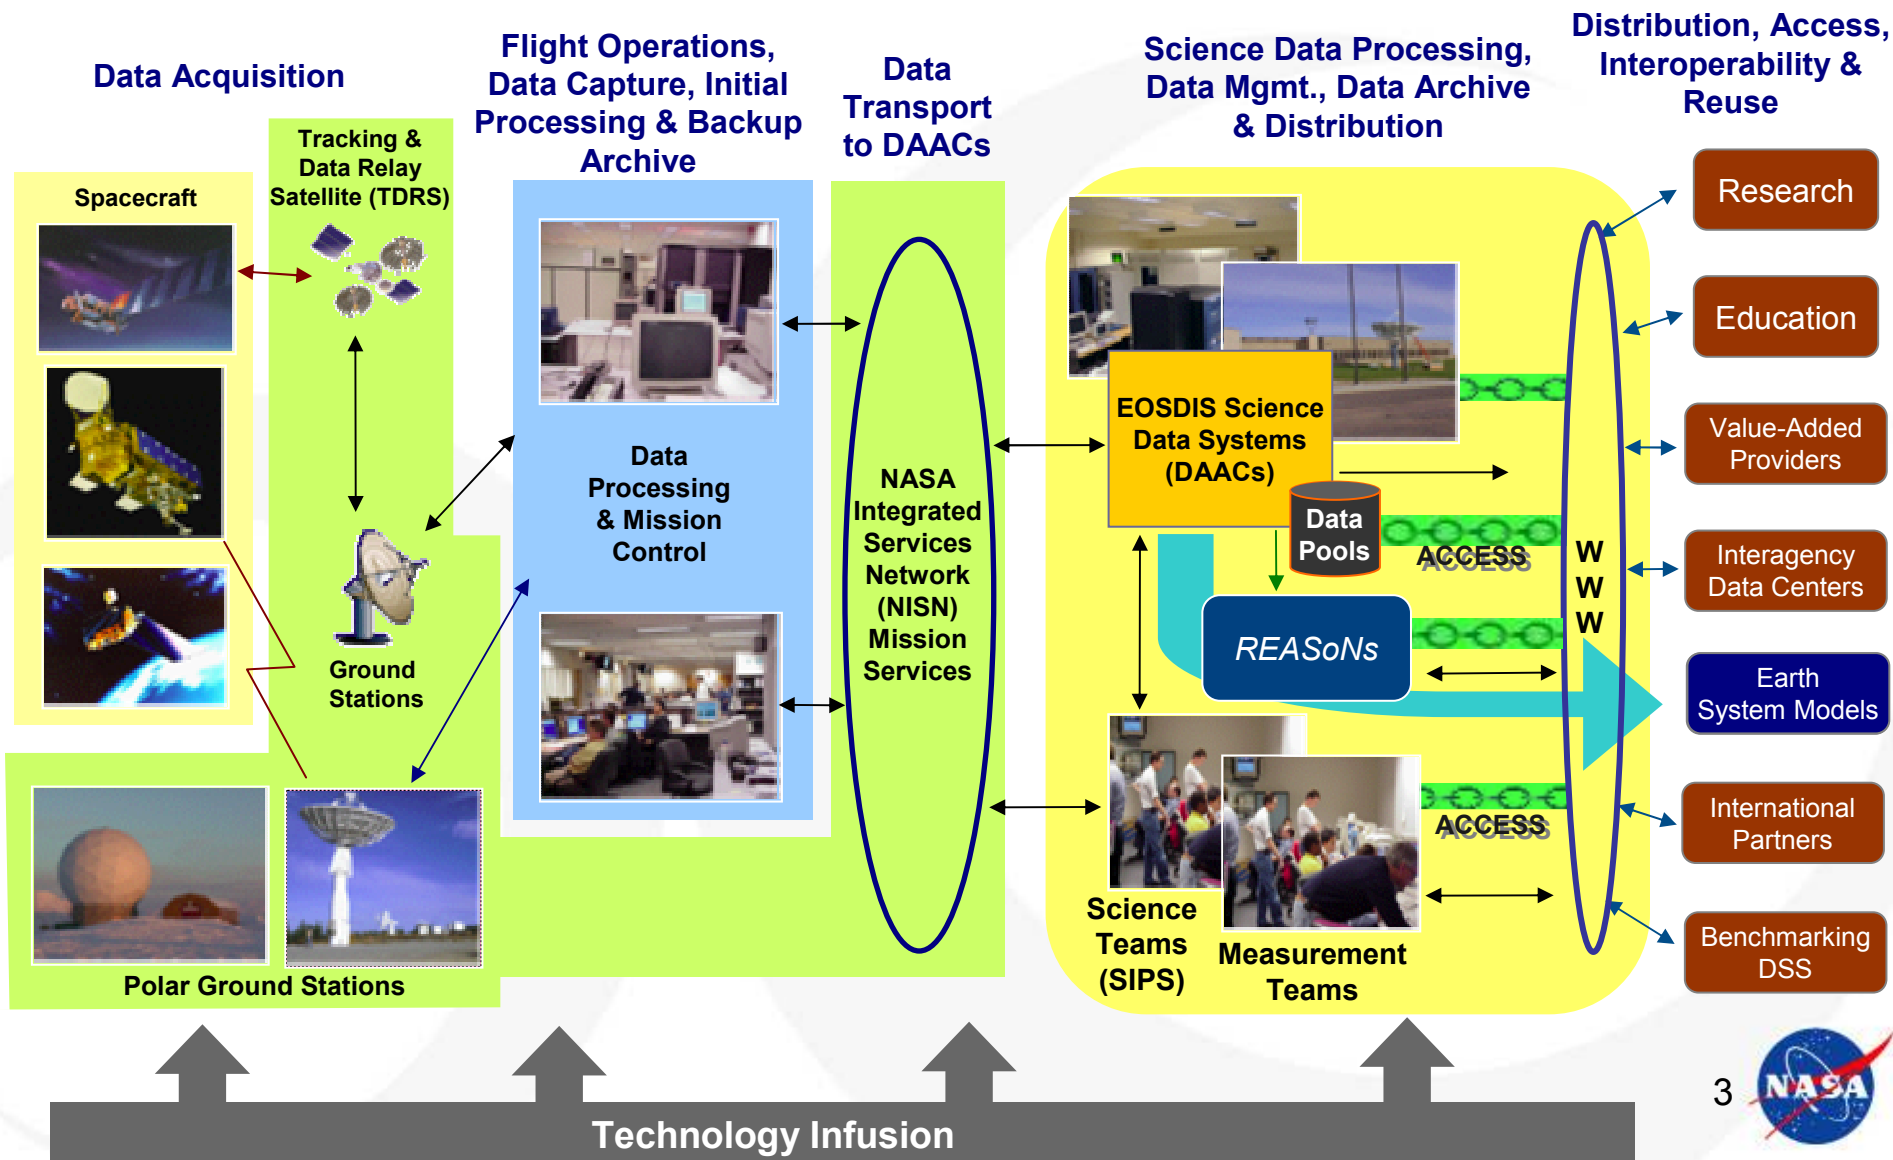 Data Acquisition
Flight Operations,
Data Capture, Initial
Processing & Backup
Archive
Data
Transport
to DAACs
Science Data Processing,
Data Mgmt., Data Archive
& Distribution
Distribution, Access,
Interoperability &
Reuse
Spacecraft
Tracking &
Data Relay
Satellite (TDRS)
Ground
Stations
Polar Ground Stations
Data
Processing
& Mission
Control
NASA
Integrated
Services
Network
(NISN)
Mission
Services
EOSDIS Science
Data Systems
(DAACs)
Data
Pools
ACCESS
REASoNs
ACCESS
Science
Teams
(SIPS)
Measurement
Teams
W
W
W
Research
Education
Value-Added
Providers
Interagency
Data Centers
Earth
System Models
International
Partners
Benchmarking
DSS
Technology Infusion
3
NASA